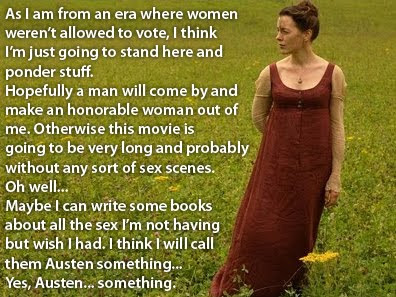 As I am from an era where women
weren't allowed to vote, I think
I'm just going to stand here and
ponder stuff.
Hopefully a man will come by and
make an honorable woman out of
me. Otherwise this movie is
going to be very long and probably
without any sort of sex scenes.
Oh well...
Maybe I can write some books
about all the sex I'm not having
but wish I had. I think I will call
them Austen something...
Yes, Austen... something.